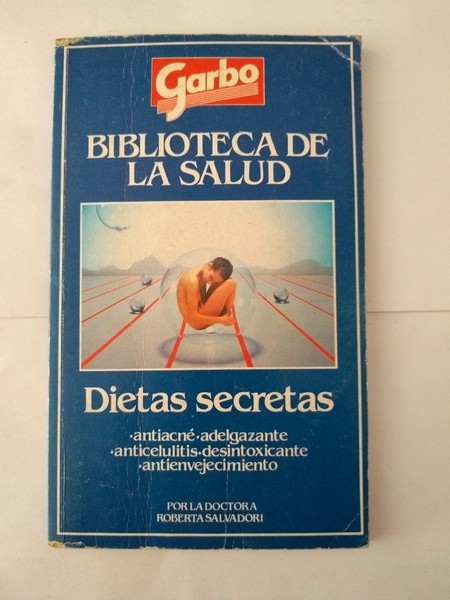 Garbo
BIBLIOTECA DE
LA SALUD
Dietas secretas
•antiacné•adelgazante
•anticelulitis•desintoxicante
•antienvejecimiento
POR LA DOCTORA
ROBERTA SALVADORI